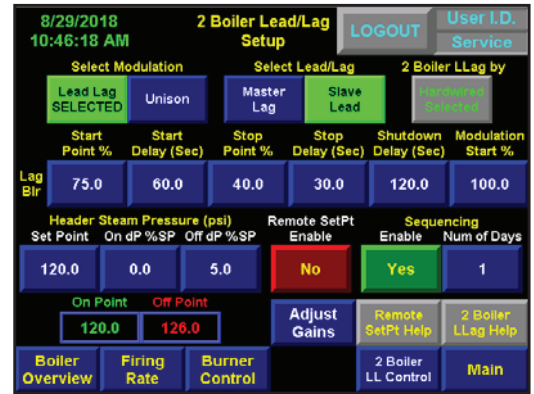 8/29/2018
10:46:18 AM
2 Boiler Lead/Lag
Setup
LOGOUT
User I.D.
Service
Select Modulation
Select Lead/Lag
2 Boiler LLag by
Lead Lag
SELECTED
Unison
Master
Lag
Slave
Lead
Hardwired
Selected
Start
Point %
Start
Delay (Sec)
Stop
Point %
Stop
Delay (Sec)
Shutdown
Delay (Sec)
Modulation
Start %
Lag
Blr
75.0
60.0
40.0
30.0
120.0
100.0
Header Steam Pressure (psi)
Set Point
On dP %SP
Off dP %SP
Remote SetPt
Enable
Sequencing
Enable
Num of Days
120.0
0.0
5.0
No
Yes
1
On Point
Off Point
120.0
126.0
Adjust
Gains
Remote
SetPt Help
2 Boiler
LLag Help
Boiler
Overview
Firing
Rate
Burner
Control
2 Boiler
LL Control
Main